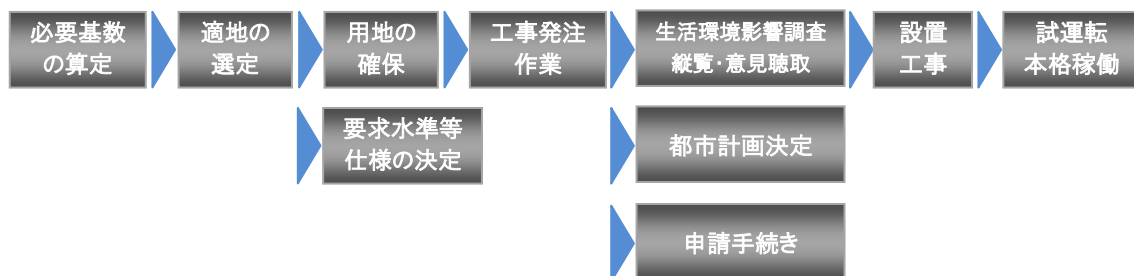 必要基数
の算定
適地の
選定
用地の
確保
工事発注
作業
生活環境影響調査
縦覧・意見聴取
設置
工事
試運転
本格稼働
要求水準等
仕様の決定
都市計画決定
申請手続き